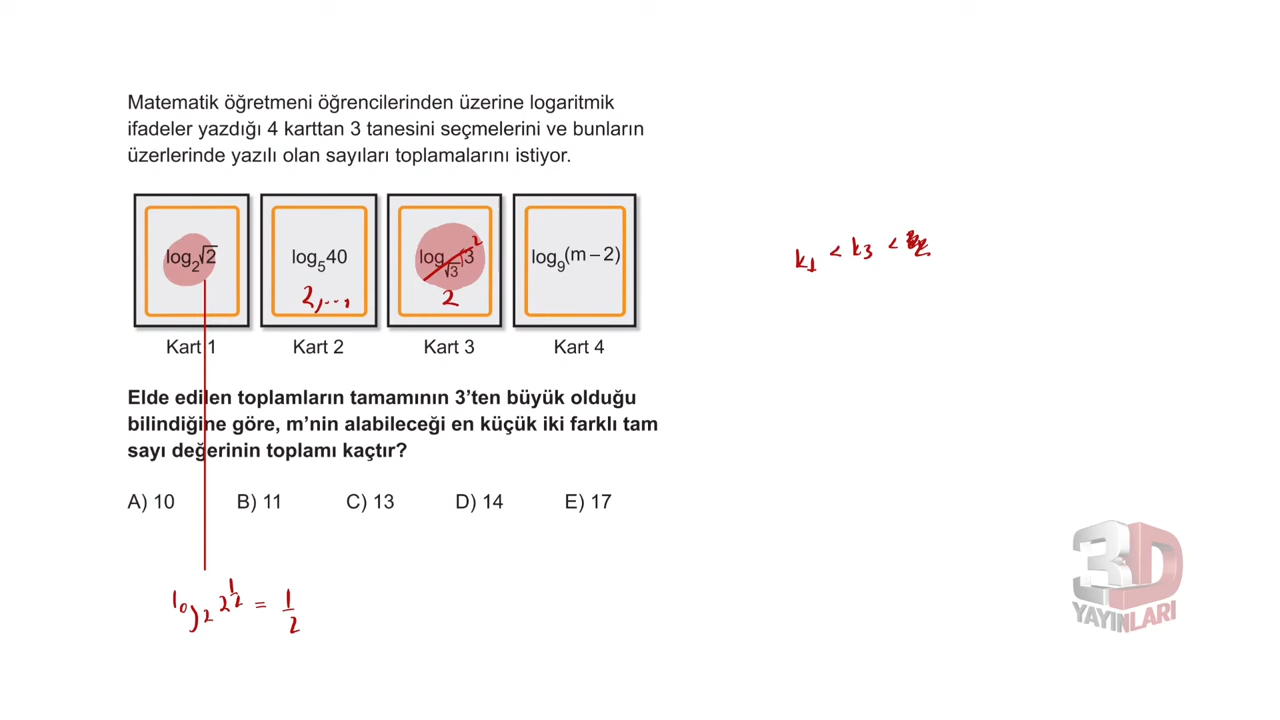 Matematik öğretmeni öğrencilerinden üzerine logaritmik
ifadeler yazdığı 4 karttan 3 tanesini seçmelerini ve bunların
üzerlerinde yazılı olan sayıları toplamalarını istiyor.
log₂√2 log₅40 log√3 3 2 log₉(m – 2)
2,... 2
Kart 1 Kart 2 Kart 3 Kart 4
k₁ < k₃ <
Elde edilen toplamların tamamının 3’ten büyük olduğu
bilindiğine göre, m’nin alabileceği en küçük iki farklı tam
sayı değerinin toplamı kaçtır?
A) 10 B) 11 C) 13 D) 14 E) 17
log₂ 2^(1/2) = 1/2
3D
YAYINLARI